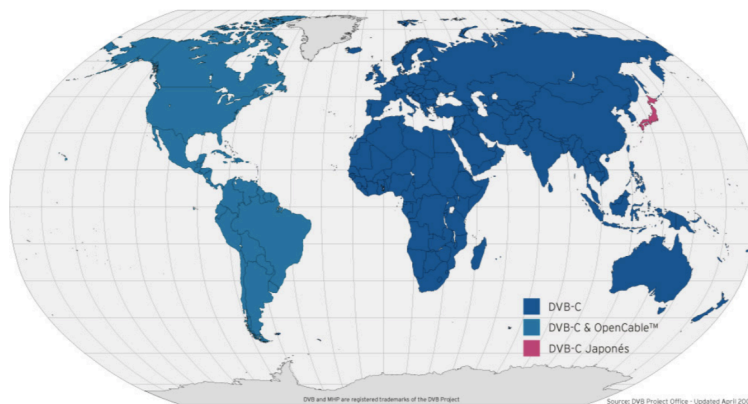 DVB-C
DVB-C & OpenCable™
DVB-C Japonés
DVB and MHP are registered trademarks of the DVB Project
Source: DVB Project Office - Updated April